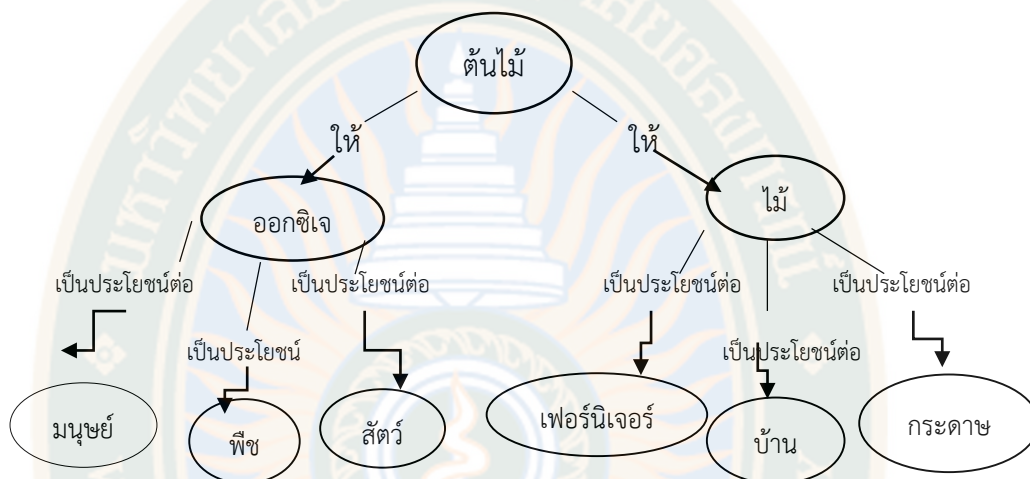 ต้นไม้
ให้
ให้
ออกซิเจ
ไม้
เป็นประโยชน์ต่อ
เป็นประโยชน์ต่อ
เป็นประโยชน์ต่อ
เป็นประโยชน์ต่อ
เป็นประโยชน์
เป็นประโยชน์ต่อ
มนุษย์
พืช
สัตว์
เฟอร์นิเจอร์
บ้าน
กระดาษ